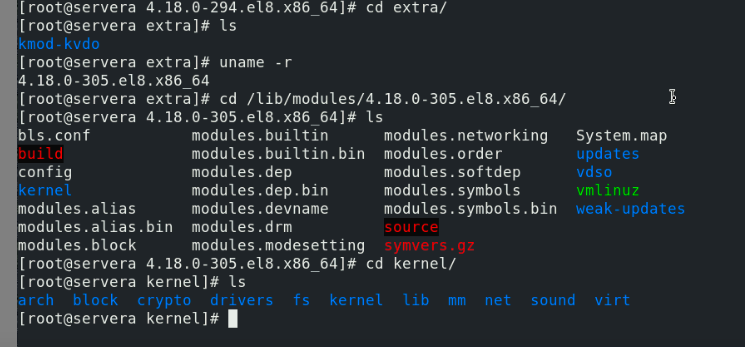 [root@servera 4.18.0-294.el8.x86_64]# cd extra/
[root@servera extra]# ls
kmod-kvdo
[root@servera extra]# uname -r
4.18.0-305.el8.x86_64
[root@servera extra]# cd /lib/modules/4.18.0-305.el8.x86_64/
[root@servera 4.18.0-305.el8.x86_64]# ls
bls.conf modules.builtin modules.networking System.map
build modules.builtin.bin modules.order updates
config modules.dep modules.softdep vdso
kernel modules.dep.bin modules.symbols vmlinuz
modules.alias modules.devname modules.symbols.bin weak-updates
modules.alias.bin modules.drm source
modules.block modules.modesetting symvers.gz
[root@servera 4.18.0-305.el8.x86_64]# cd kernel/
[root@servera kernel]# ls
arch block crypto drivers fs kernel lib mm net sound virt
[root@servera kernel]#